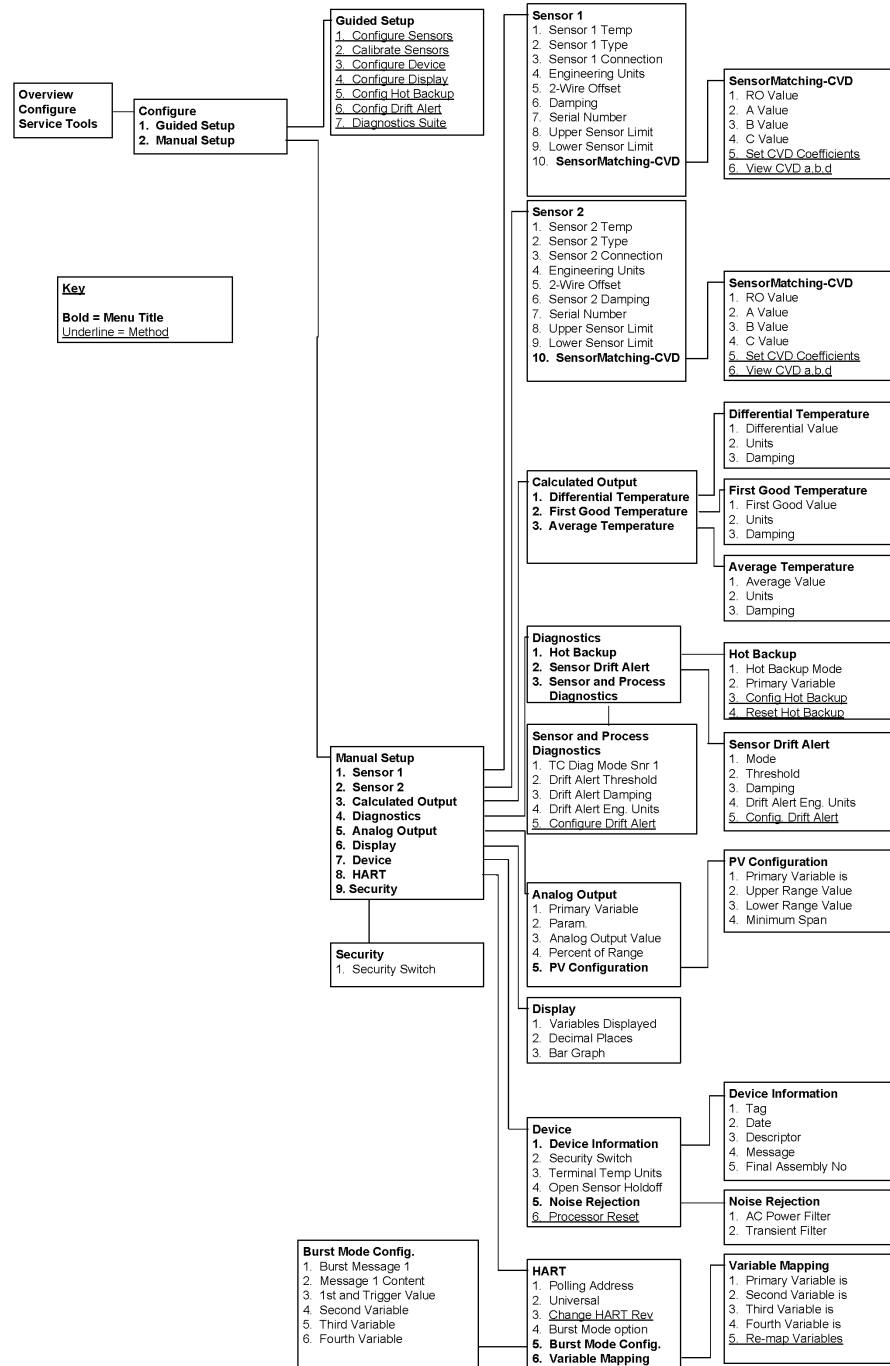 Overview
Configure
Service Tools
Configure
1. Guided Setup
2. Manual Setup
Guided Setup
1. Configure Sensors
2. Calibrate Sensors
3. Configure Device
4. Configure Display
5. Config Hot Backup
6. Config Drift Alert
7. Diagnostics Suite
Key
Bold = Menu Title
Underline = Method
Sensor 1
1. Sensor 1 Temp
2. Sensor 1 Type
3. Sensor 1 Connection
4. Engineering Units
5. 2-Wire Offset
6. Damping
7. Serial Number
8. Upper Sensor Limit
9. Lower Sensor Limit
10. SensorMatching-CVD
SensorMatching-CVD
1. RO Value
2. A Value
3. B Value
4. C Value
5. Set CVD Coefficients
6. View CVD a,b,d
Sensor 2
1. Sensor 2 Temp
2. Sensor 2 Type
3. Sensor 2 Connection
4. Engineering Units
5. 2-Wire Offset
6. Sensor 2 Damping
7. Serial Number
8. Upper Sensor Limit
9. Lower Sensor Limit
10. SensorMatching-CVD
SensorMatching-CVD
1. RO Value
2. A Value
3. B Value
4. C Value
5. Set CVD Coefficients
6. View CVD a,b,d
Calculated Output
1. Differential Temperature
2. First Good Temperature
3. Average Temperature
Differential Temperature
1. Differential Value
2. Units
3. Damping
First Good Temperature
1. First Good Value
2. Units
3. Damping
Average Temperature
1. Average Value
2. Units
3. Damping
Diagnostics
1. Hot Backup
2. Sensor Drift Alert
3. Sensor and Process
Diagnostics
Hot Backup
1. Hot Backup Mode
2. Primary Variable
3. Config Hot Backup
4. Reset Hot Backup
Sensor and Process
Diagnostics
1. TC Diag Mode Snr 1
2. Drift Alert Threshold
3. Drift Alert Damping
4. Drift Alert Eng. Units
5. Configure Drift Alert
Sensor Drift Alert
1. Mode
2. Threshold
3. Damping
4. Drift Alert Eng. Units
5. Config. Drift Alert
Manual Setup
1. Sensor 1
2. Sensor 2
3. Calculated Output
4. Diagnostics
5. Analog Output
6. Display
7. Device
8. HART
9. Security
Security
1. Security Switch
Analog Output
1. Primary Variable
2. Param.
3. Analog Output Value
4. Percent of Range
5. PV Configuration
PV Configuration
1. Primary Variable is
2. Upper Range Value
3. Lower Range Value
4. Minimum Span
Display
1. Variables Displayed
2. Decimal Places
3. Bar Graph
Device
1. Device Information
2. Security Switch
3. Terminal Temp Units
4. Open Sensor Holdoff
5. Noise Rejection
6. Processor Reset
Device Information
1. Tag
2. Date
3. Descriptor
4. Message
5. Final Assembly No
Noise Rejection
1. AC Power Filter
2. Transient Filter
Burst Mode Config.
1. Burst Message 1
2. Message 1 Content
3. 1st and Trigger Value
4. Second Variable
5. Third Variable
6. Fourth Variable
HART
1. Polling Address
2. Universal
3. Change HART Rev
4. Burst Mode option
5. Burst Mode Config.
6. Variable Mapping
Variable Mapping
1. Primary Variable is
2. Second Variable is
3. Third Variable is
4. Fourth Variable is
5. Re-map Variables